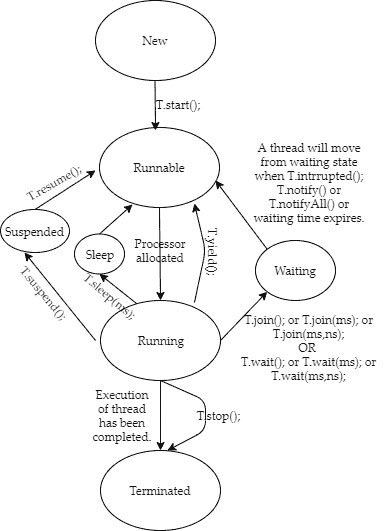 New
T.start();
Runnable
A thread will move
from waiting state
when T.intrrupted();
T.notify() or
T.notifyAll() or
waiting time expires.
T.resume();
Suspended
Sleep
Processor
allocated
T.yield();
Waiting
T.suspend();
T.sleep(ms);
Running
T.join(); or T.join(ms); or
T.join(ms,ns);
OR
T.wait(); or T.wait(ms); or
T.wait(ms,ns);
Execution
of thread
has been
completed.
T.stop();
Terminated